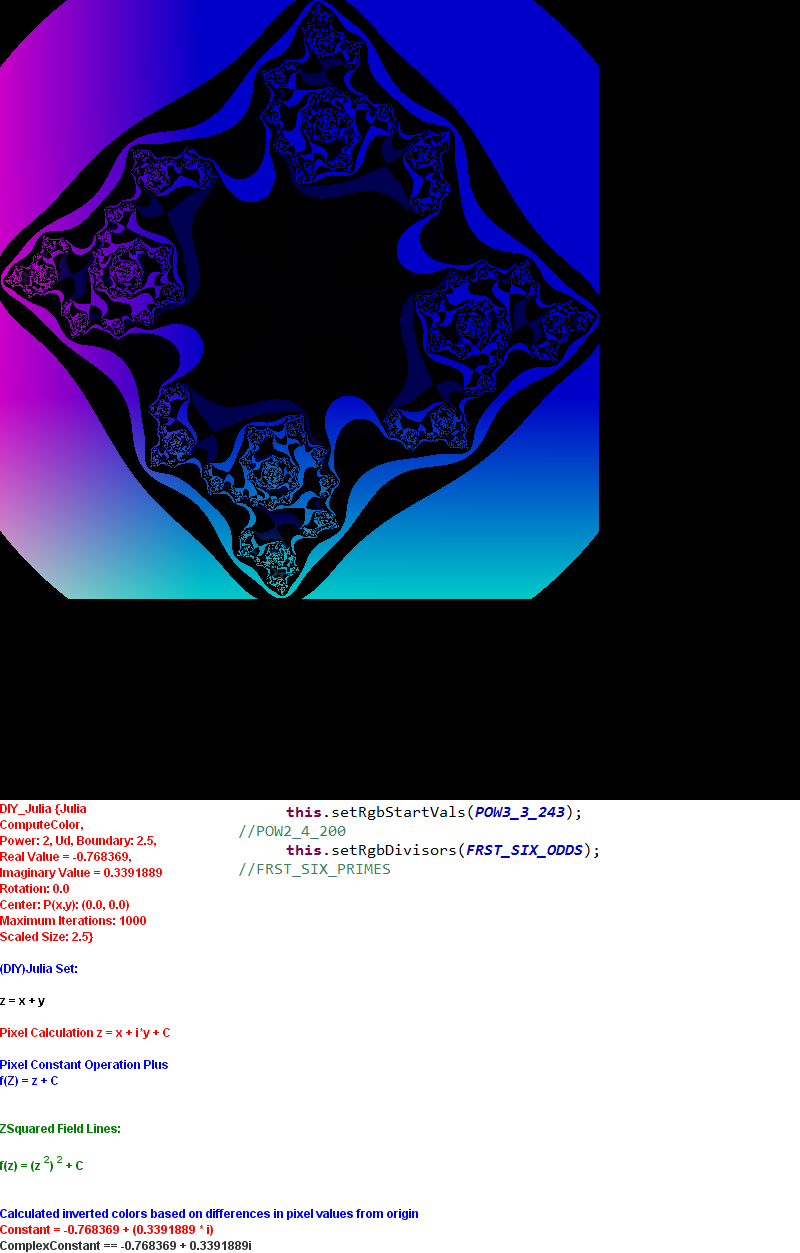 DIY_Julia {Julia
ComputeColor,
Power: 2, Ud, Boundary: 2.5,
Real Value = -0.768369,
Imaginary Value = 0.3391889
Rotation: 0.0
Center: P(x,y): (0.0, 0.0)
Maximum Iterations: 1000
Scaled Size: 2.5}
this.setRgbStartVals(POW3_3_243);
//POW2_4_200
this.setRgbDivisors(FRST_SIX_ODDS);
//FRST_SIX_PRIMES
(DIY)Julia Set:
z = x + y
Pixel Calculation z = x + i*y + C
Pixel Constant Operation Plus
f(Z) = z + C
ZSquared Field Lines:
f(z) = (z ²) ² + C
Calculated inverted colors based on differences in pixel values from origin
Constant = -0.768369 + (0.3391889 * i)
ComplexConstant == -0.768369 + 0.3391889i